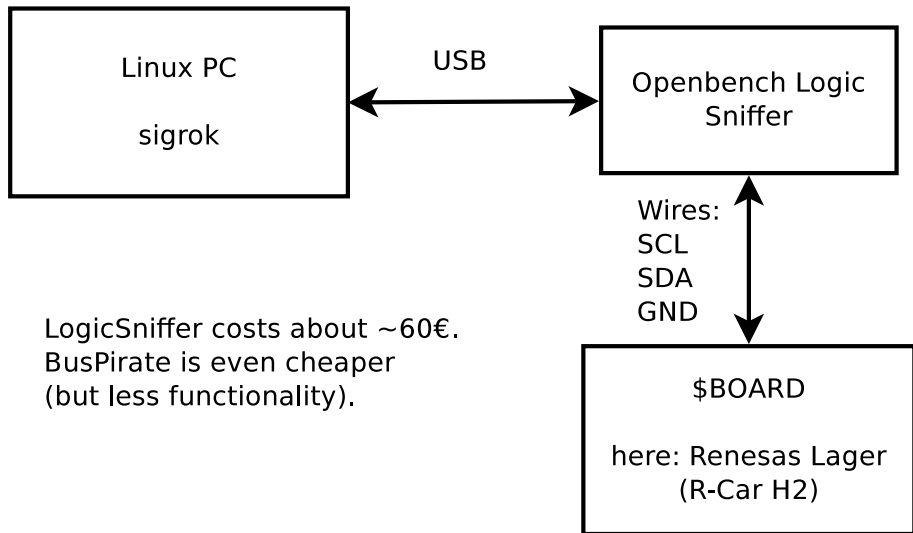 Linux PC
sigrok
USB
Openbench Logic
Sniffer
Wires:
SCL
SDA
GND
LogicSniffer costs about ~60€.
BusPirate is even cheaper
(but less functionality).
$BOARD
here: Renesas Lager
(R-Car H2)